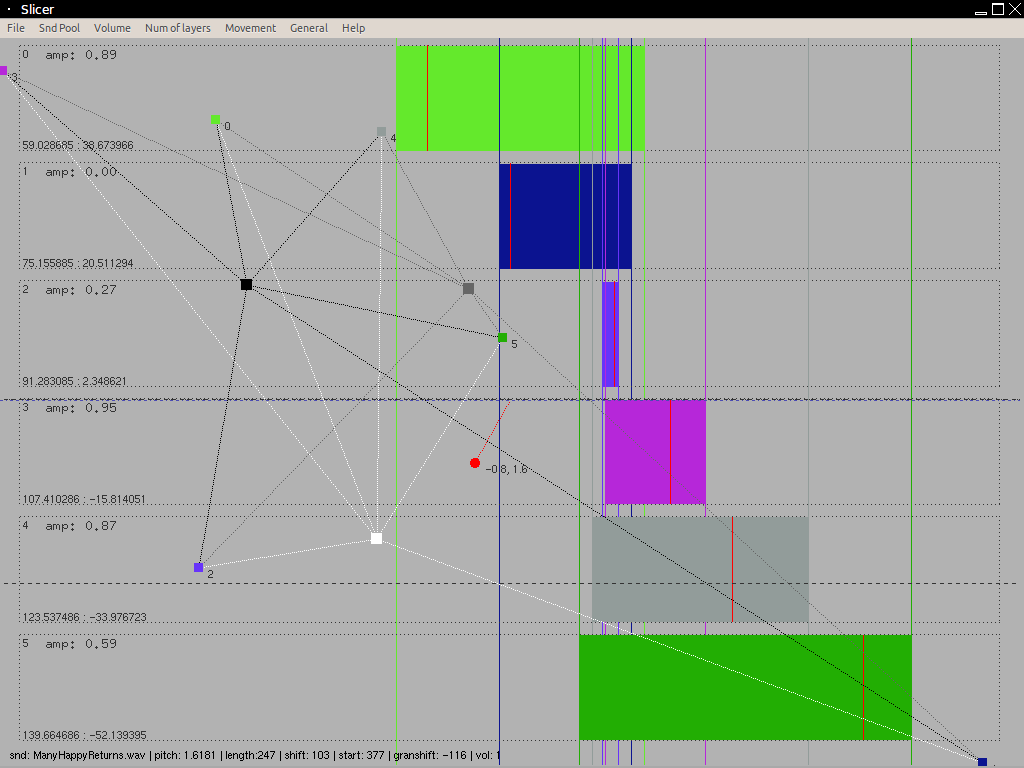 Slicer
File Snd Pool Volume Num of layers Movement General Help
0 amp: 0.89
3
0
4
59.028685 : 38.673966
1 amp: 0.00
75.155885 : 20.511294
2 amp: 0.27
5
91.283085 : 2.348621
3 amp: 0.95
-0.8, 1.6
107.410286 : -15.814051
4 amp: 0.87
2
123.537486 : -33.976723
5 amp: 0.59
139.664686 : -52.139395
snd: ManyHappyReturns.wav | pitch: 1.6181 | length:247 | shift: 103 | start: 377 | granshift: -116 | vol: 1